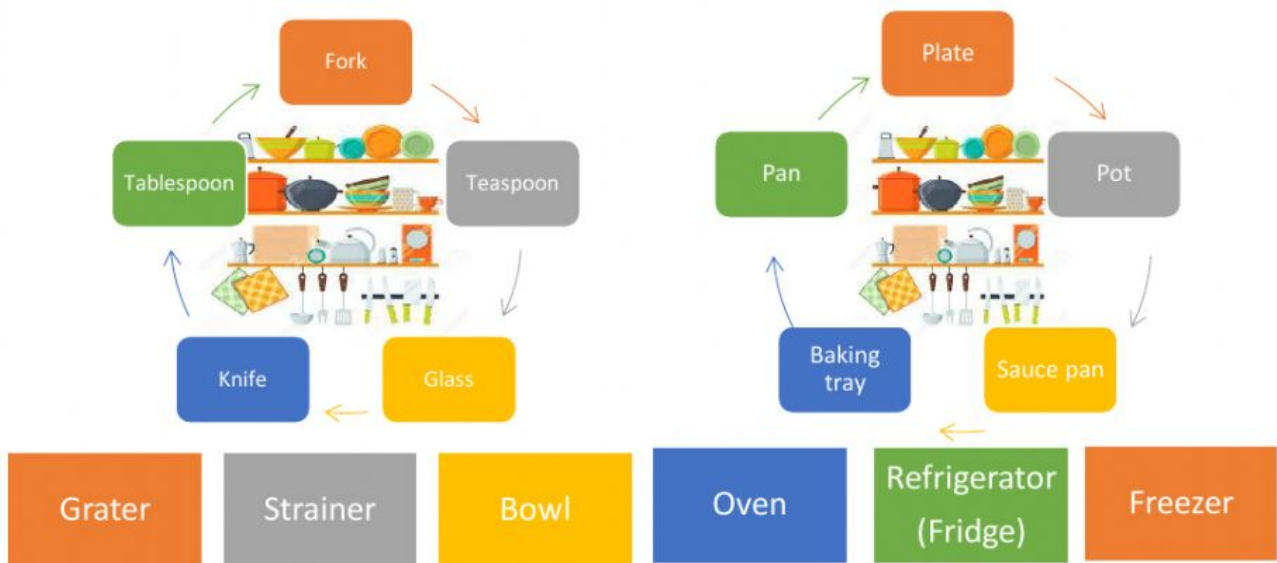 Fork
Tablespoon
Teaspoon
Knife
Glass
Plate
Pan
Pot
Baking
tray
Sauce pan
Grater
Strainer
Bowl
Oven
Refrigerator
(Fridge)
Freezer